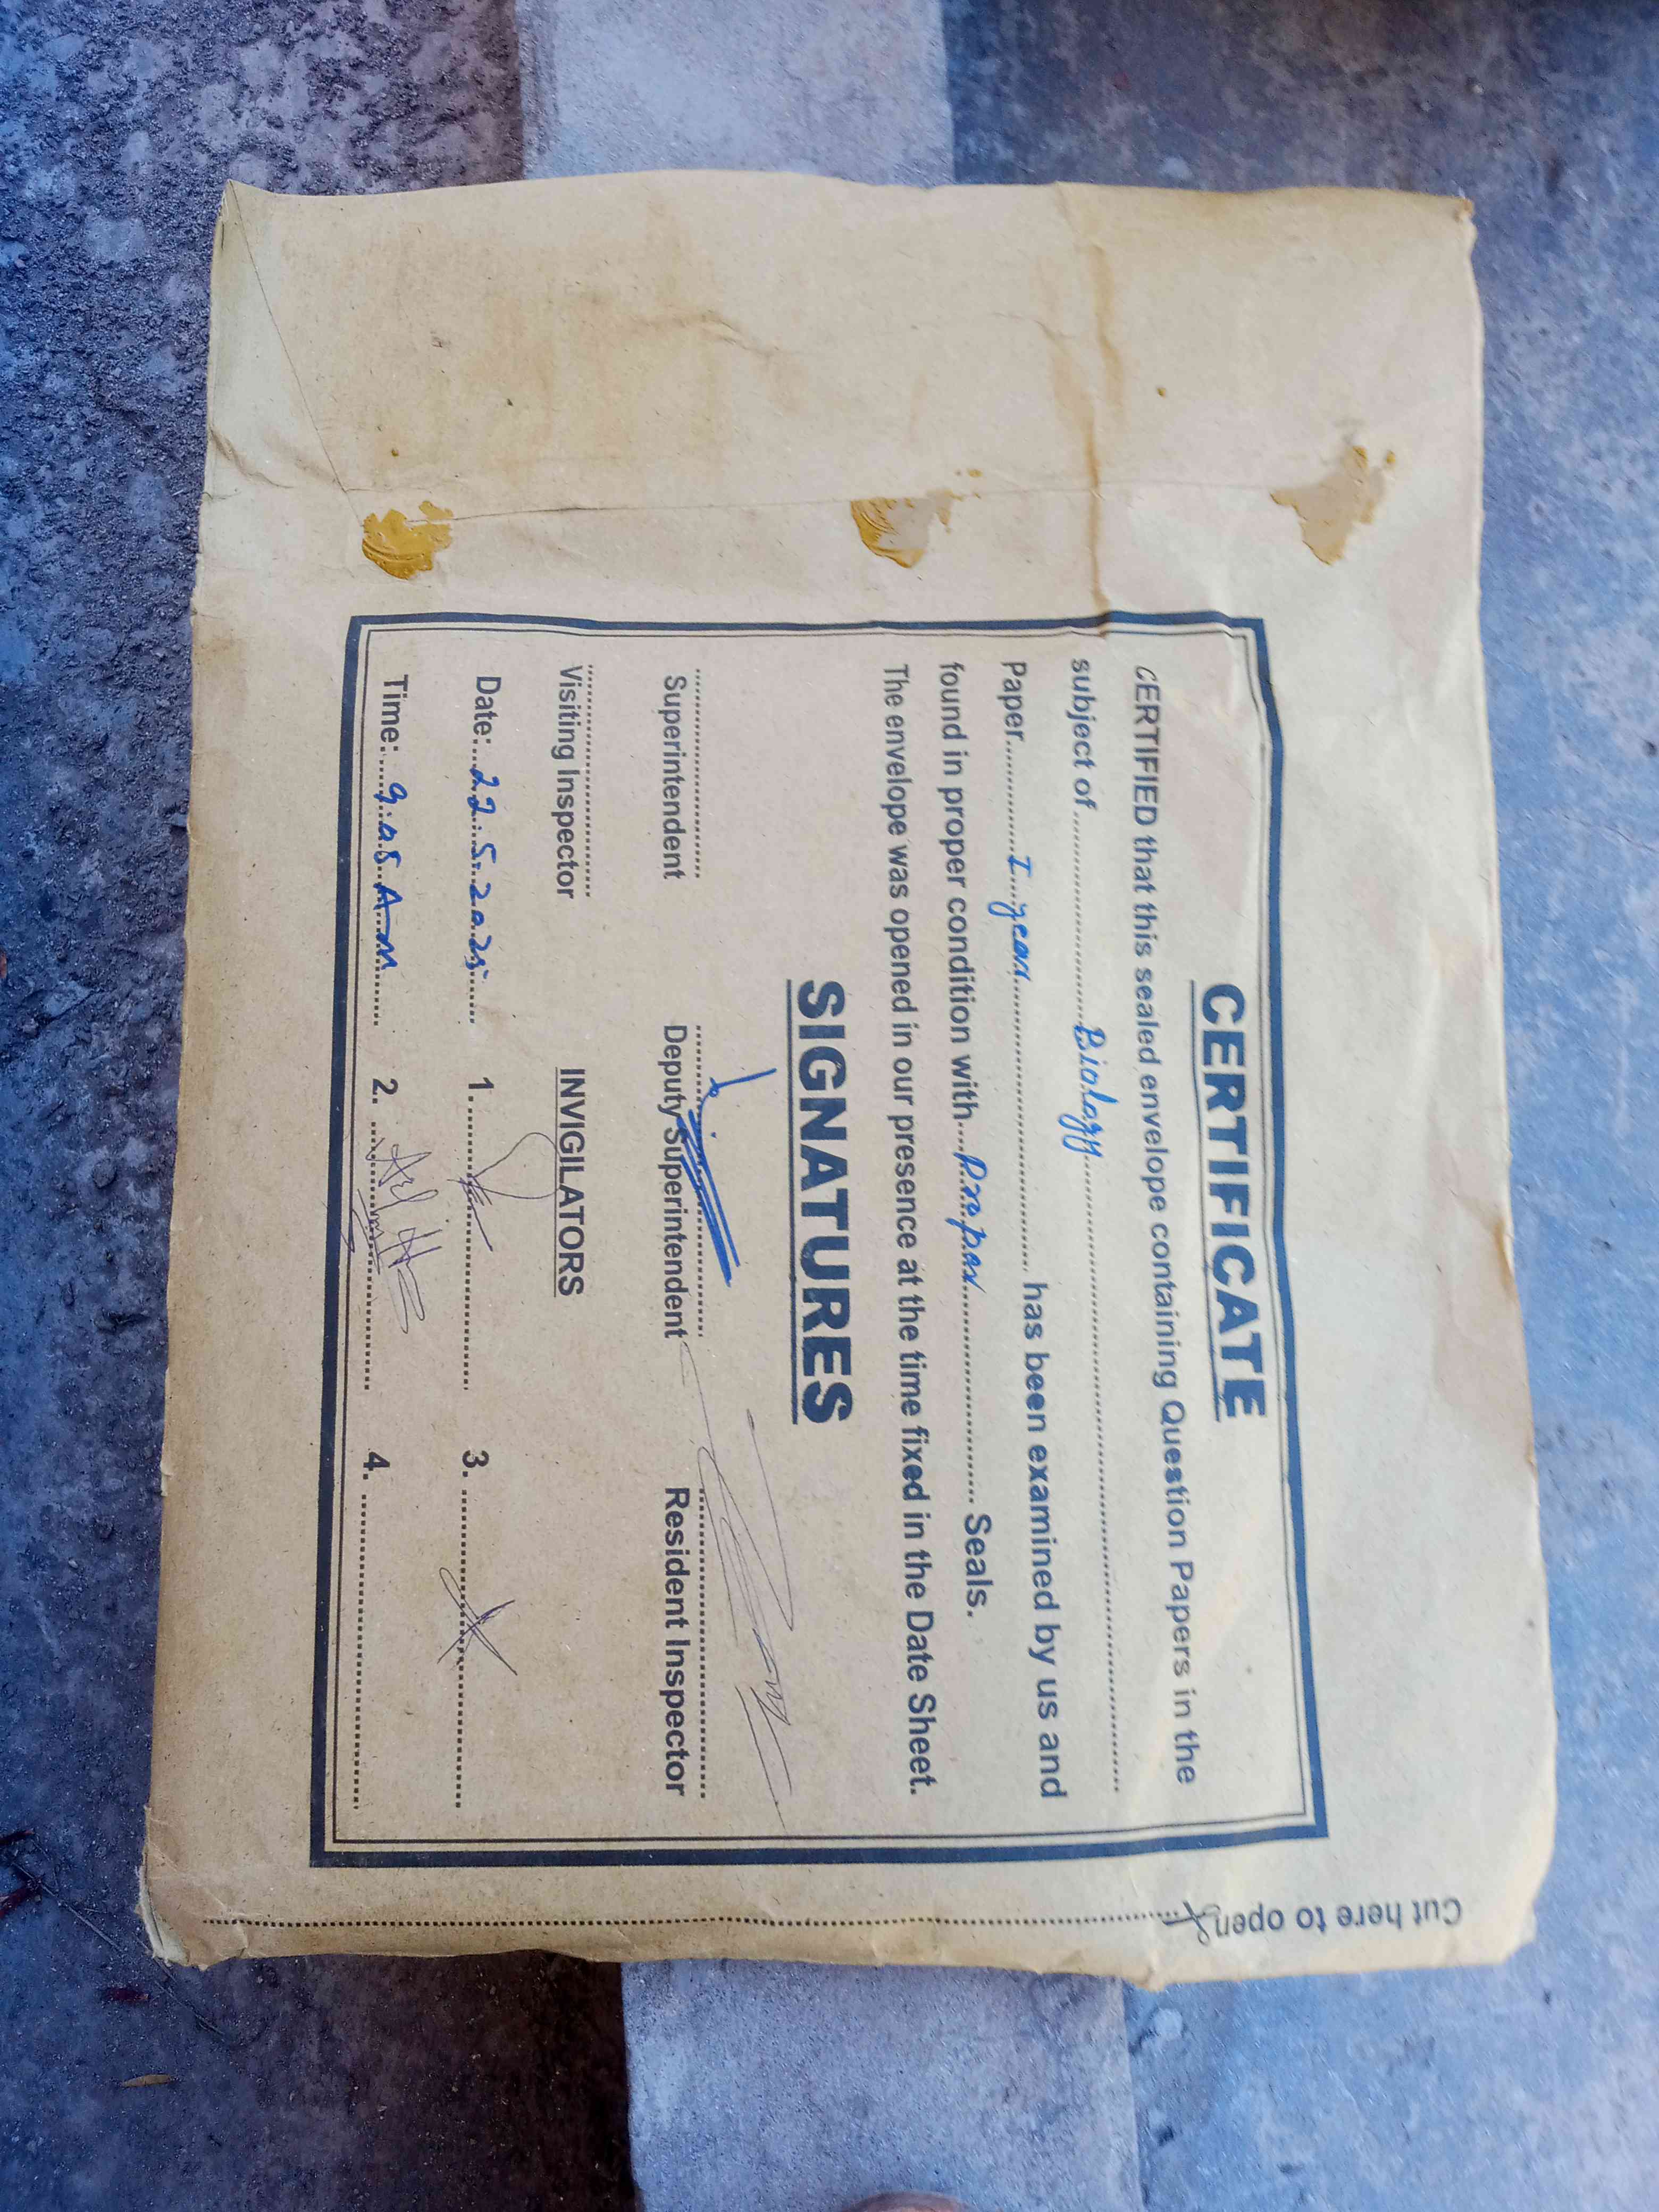 CERTIFICATE
CERTIFIED that this sealed envelope containing Question Papers in the
subject of ............ Biology ............
Paper ............ I year ............ has been examined by us and
found in proper condition with .... Propar ............ Seals.
The envelope was opened in our presence at the time fixed in the Date Sheet.
SIGNATURES
Superintendent Deputy Superintendent Resident Inspector
Visiting Inspector INVIGILATORS
Date: 22.5.2025 1. 3.
Time: 9.05 Am 2. 4.
Cut here to open